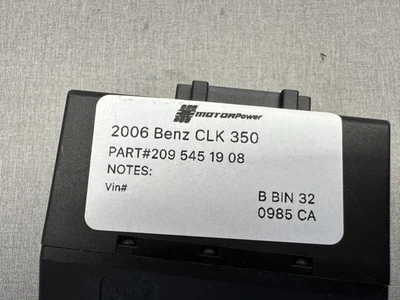 MOTORPower
2006 Benz CLK 350
PART#209 545 19 08
NOTES:
Vin#
B BIN 32
0985 CA